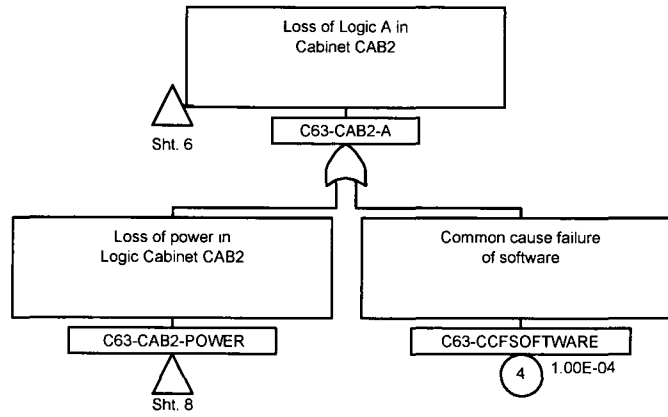 Loss of Logic A in
Cabinet CAB2
Sht. 6
C63-CAB2-A
Loss of power in
Logic Cabinet CAB2
Common cause failure
of software
C63-CAB2-POWER
C63-CCFSOFTWARE
4
1.00E-04
Sht. 8